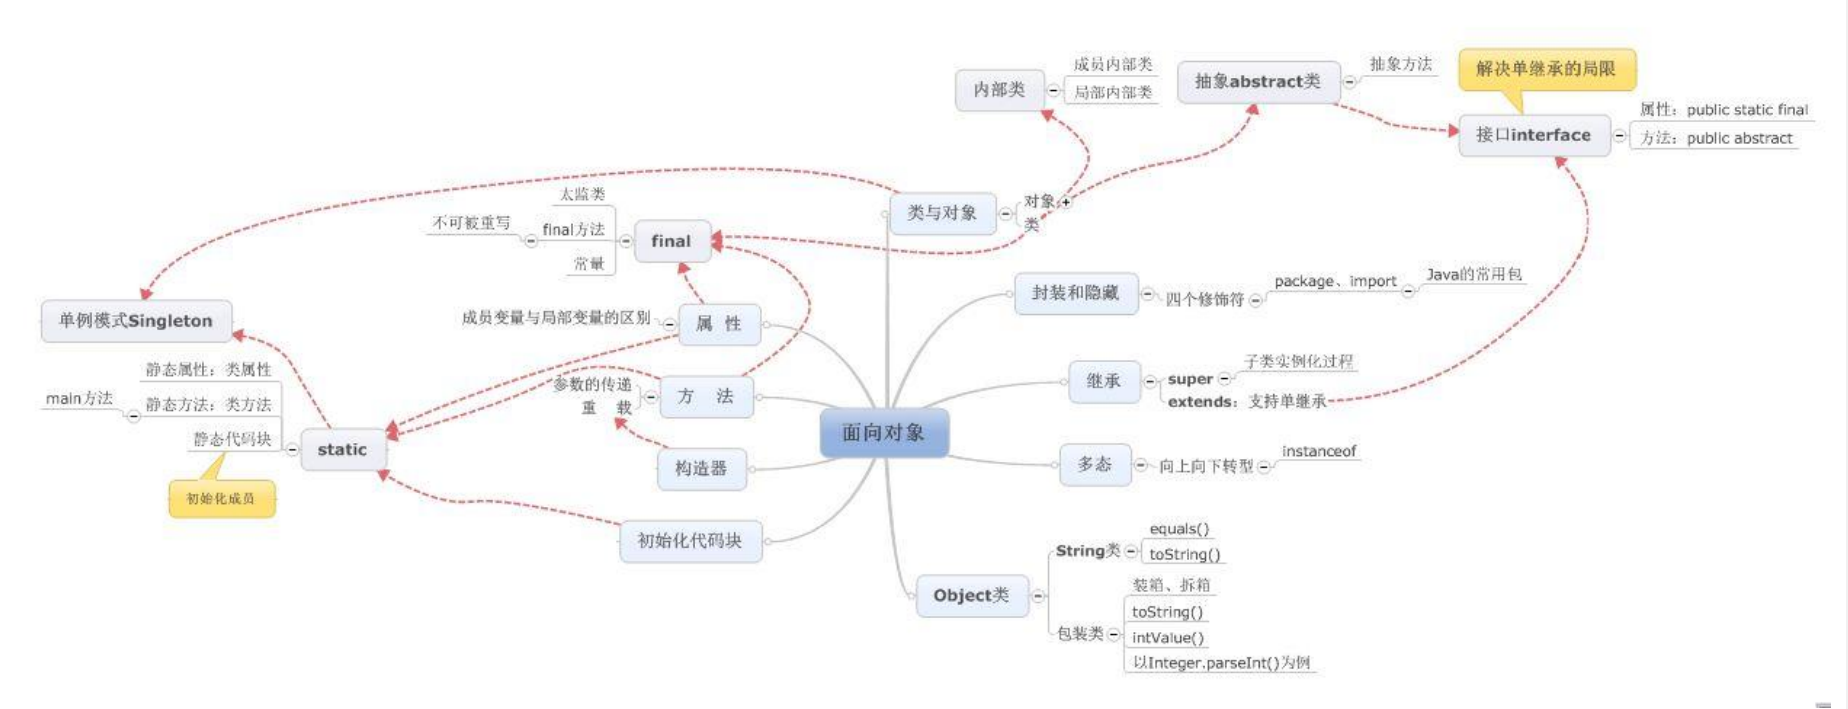 面向对象
类与对象
对象
类
内部类
成员内部类
局部内部类
抽象abstract类
抽象方法
解决单继承的局限
接口interface
属性：public static final
方法：public abstract
封装和隐藏
四个修饰符
package、import
Java的常用包
继承
super
子类实例化过程
extends：支持单继承
多态
向上向下转型
instanceof
Object类
String类
equals()
toString()
包装类
装箱、拆箱
toString()
intValue()
以Integer.parseInt()为例
final
太监类
final方法
不可被重写
常量
属 性
成员变量与局部变量的区别
方 法
参数的传递
重 载
构造器
初始化代码块
单例模式Singleton
static
静态属性：类属性
静态方法：类方法
main方法
静态代码块
初始化成员